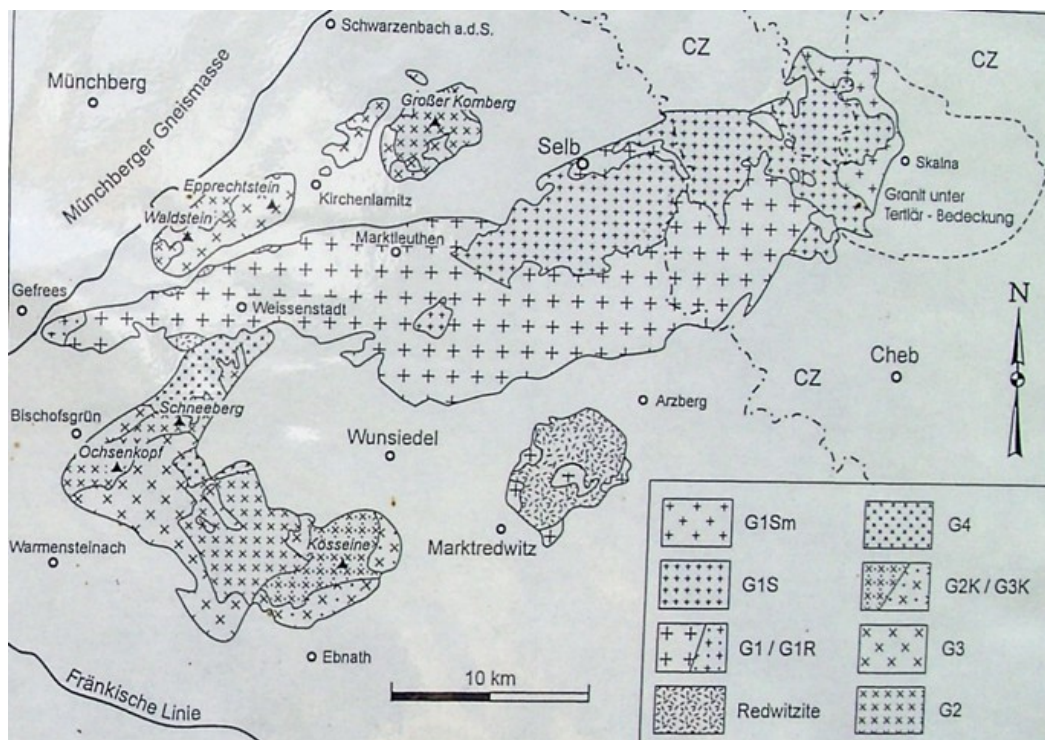 Schwarzenbach a.d.S.
CZ
CZ
Münchberg
Münchberger Gneismasse
Großer Kornberg
Selb
Skalna
Epprechtstein
Kirchenlamitz
Granit unter
Tertiär - Bedeckung
Waldstein
Marktleuthen
Gefrees
Weissenstadt
N
Cheb
CZ
Arzberg
Bischofsgrün
Schneeberg
Wunsiedel
Ochsenkopf
Warmensteinach
Kösseine
Marktredwitz
Ebnath
10 km
Fränkische Linie
G1Sm
G4
G1S
G2K / G3K
G1 / G1R
G3
Redwitzite
G2